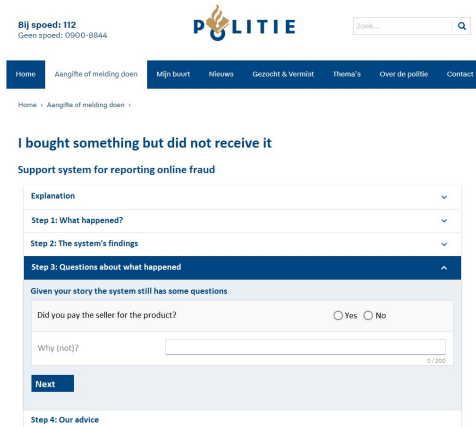 Bij spoed: 112
Geen spoed: 0900-8844
POLITIE
Zoek...
Home Aangifte of melding doen Mijn buurt Nieuws Gezocht & Vermist Thema's Over de politie Contact
Home › Aangifte of melding doen ›
I bought something but did not receive it
Support system for reporting online fraud
Explanation
Step 1: What happened?
Step 2: The system's findings
Step 3: Questions about what happened
Given your story the system still has some questions
Did you pay the seller for the product? Yes No
Why (not)?
0 / 200
Next
Step 4: Our advice